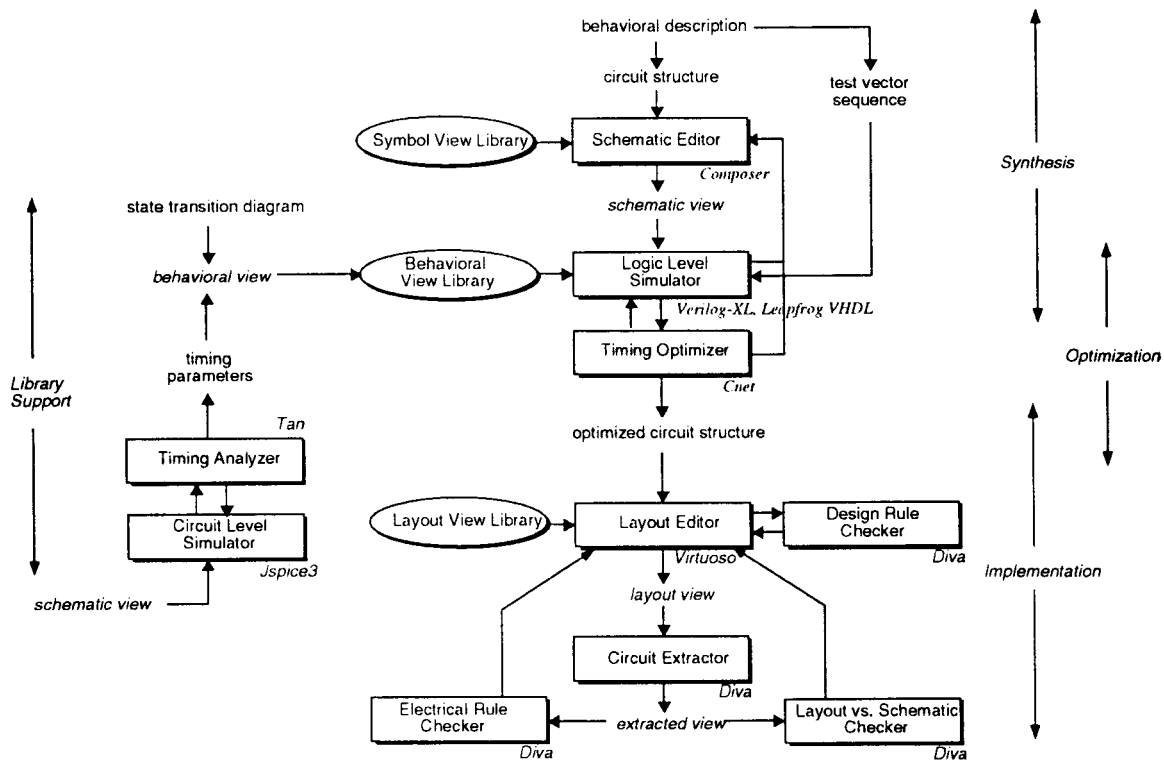 behavioral description
circuit structure
test vector
sequence
Symbol View Library
Schematic Editor
Composer
Synthesis
schematic view
state transition diagram
behavioral view
Behavioral
View Library
Logic Level
Simulator
Verilog-XL, Leapfrog VHDL
timing
parameters
Timing Optimizer
Cnet
Optimization
Library
Support
Tan
Timing Analyzer
optimized circuit structure
Circuit Level
Simulator
Jspice3
schematic view
Layout View Library
Layout Editor
Virtuoso
Design Rule
Checker
Diva
Implementation
layout view
Circuit Extractor
Diva
Electrical Rule
Checker
Diva
extracted view
Layout vs. Schematic
Checker
Diva